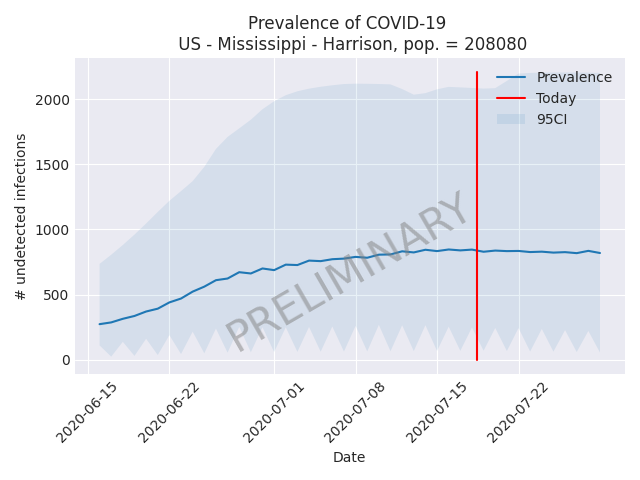 Prevalence of COVID-19
US - Mississippi - Harrison, pop. = 208080
# undetected infections
2000
1500
1000
500
0
Prevalence
Today
95CI
PRELIMINARY
2020-06-15
2020-06-22
2020-07-01
2020-07-08
2020-07-15
2020-07-22
Date